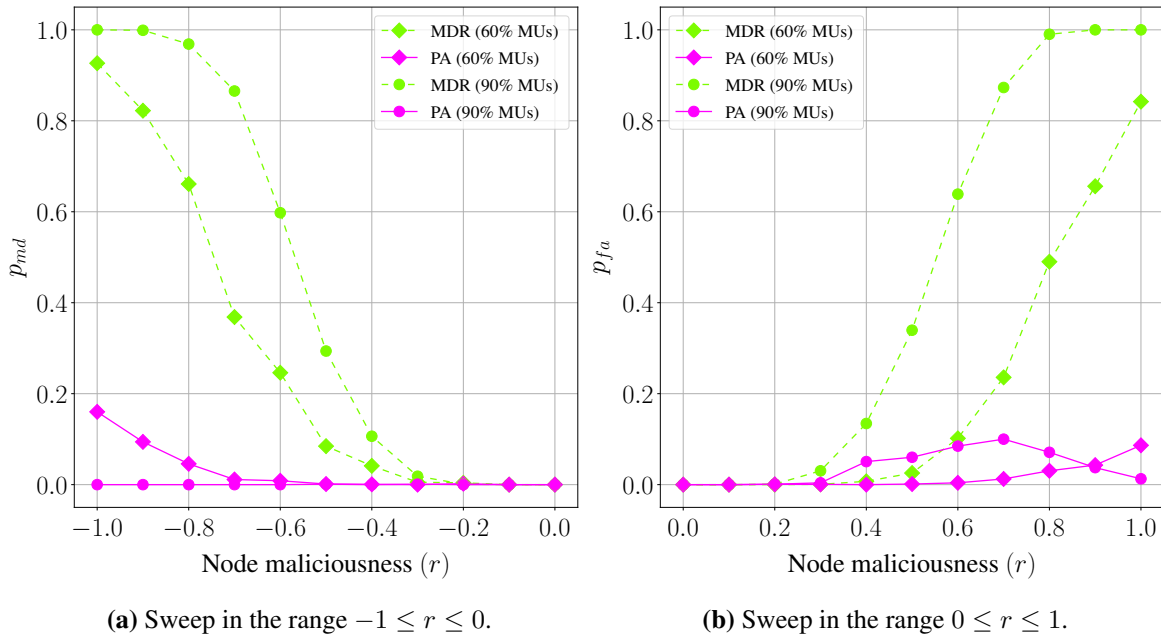 MDR (60% MUs)
PA (60% MUs)
MDR (90% MUs)
PA (90% MUs)
1.0
0.8
0.6
0.4
0.2
0.0
p_{md}
−1.0 −0.8 −0.6 −0.4 −0.2 0.0
Node maliciousness (r)
(a) Sweep in the range −1 ≤ r ≤ 0.
MDR (60% MUs)
PA (60% MUs)
MDR (90% MUs)
PA (90% MUs)
1.0
0.8
0.6
0.4
0.2
0.0
p_{fa}
0.0 0.2 0.4 0.6 0.8 1.0
Node maliciousness (r)
(b) Sweep in the range 0 ≤ r ≤ 1.